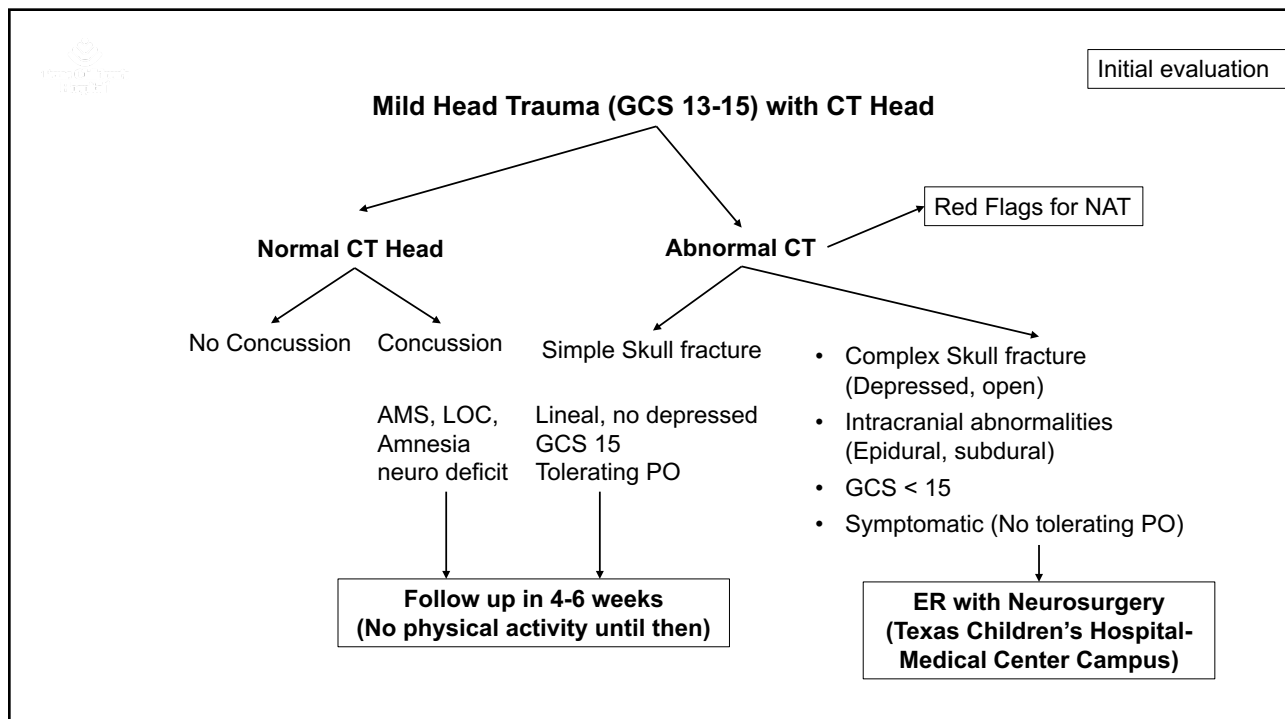 Initial evaluation
Mild Head Trauma (GCS 13-15) with CT Head
Red Flags for NAT
Normal CT Head
Abnormal CT
No Concussion
Concussion
Simple Skull fracture
AMS, LOC,
Amnesia
neuro deficit
Lineal, no depressed
GCS 15
Tolerating PO
• Complex Skull fracture
(Depressed, open)
• Intracranial abnormalities
(Epidural, subdural)
• GCS < 15
• Symptomatic (No tolerating PO)
Follow up in 4-6 weeks
(No physical activity until then)
ER with Neurosurgery
(Texas Children’s Hospital-
Medical Center Campus)